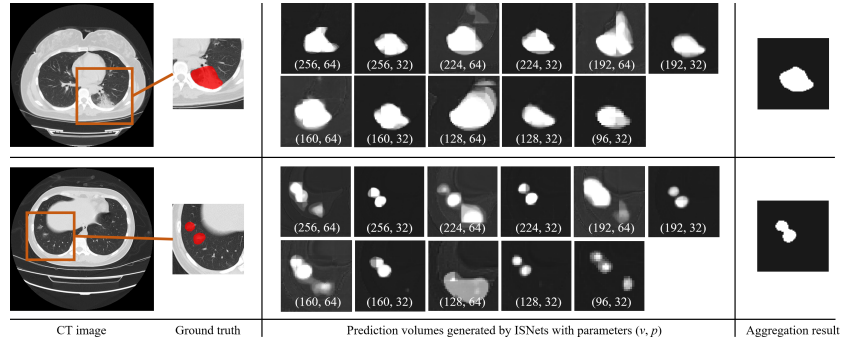 (256, 64) (256, 32) (224, 64) (224, 32) (192, 64) (192, 32)
(160, 64) (160, 32) (128, 64) (128, 32) (96, 32)
(256, 64) (256, 32) (224, 64) (224, 32) (192, 64) (192, 32)
(160, 64) (160, 32) (128, 64) (128, 32) (96, 32)
CT image Ground truth Prediction volumes generated by ISNets with parameters (v, p) Aggregation result